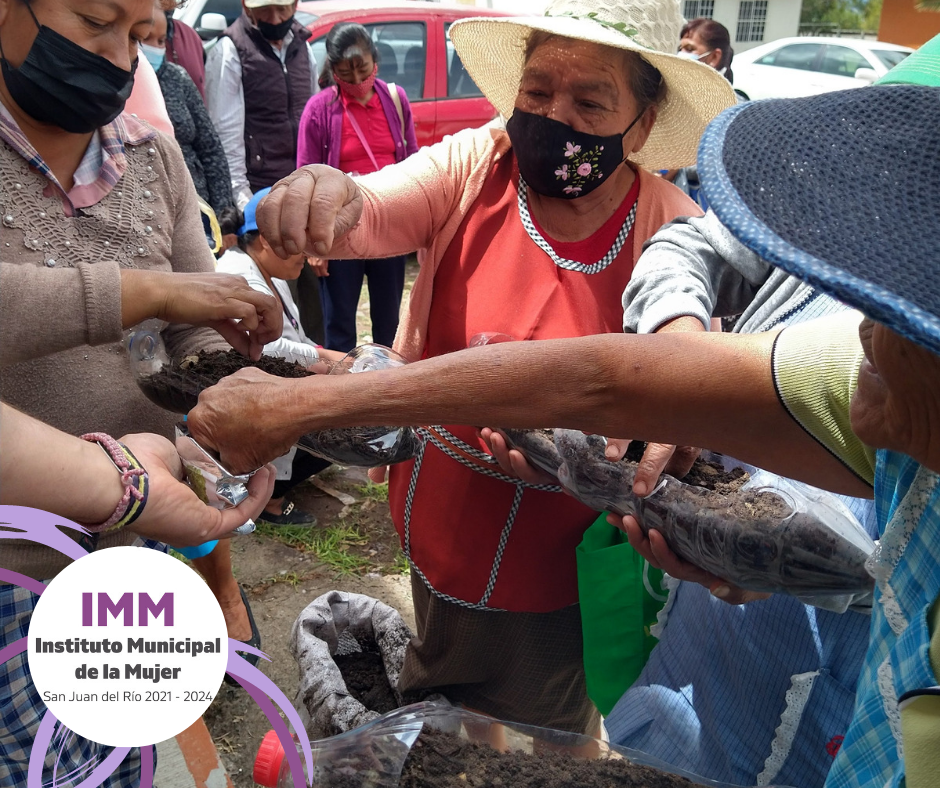 IMM
Instituto Municipal
de la Mujer
San Juan del Río 2021 - 2024